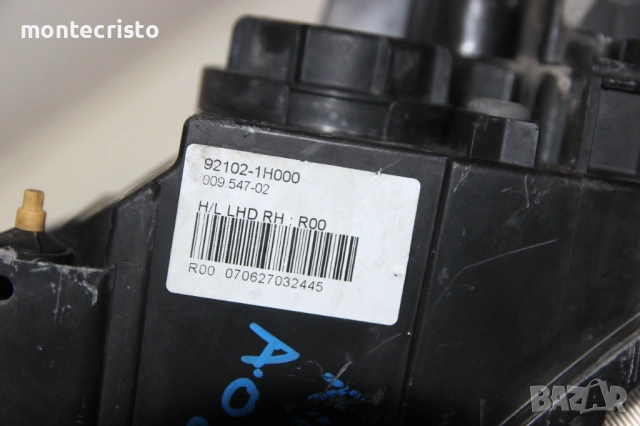 montecristo
92102-1H000
009.547-02
H/L LHD RH : R00
R00 070627032445
A.O
BAZAR